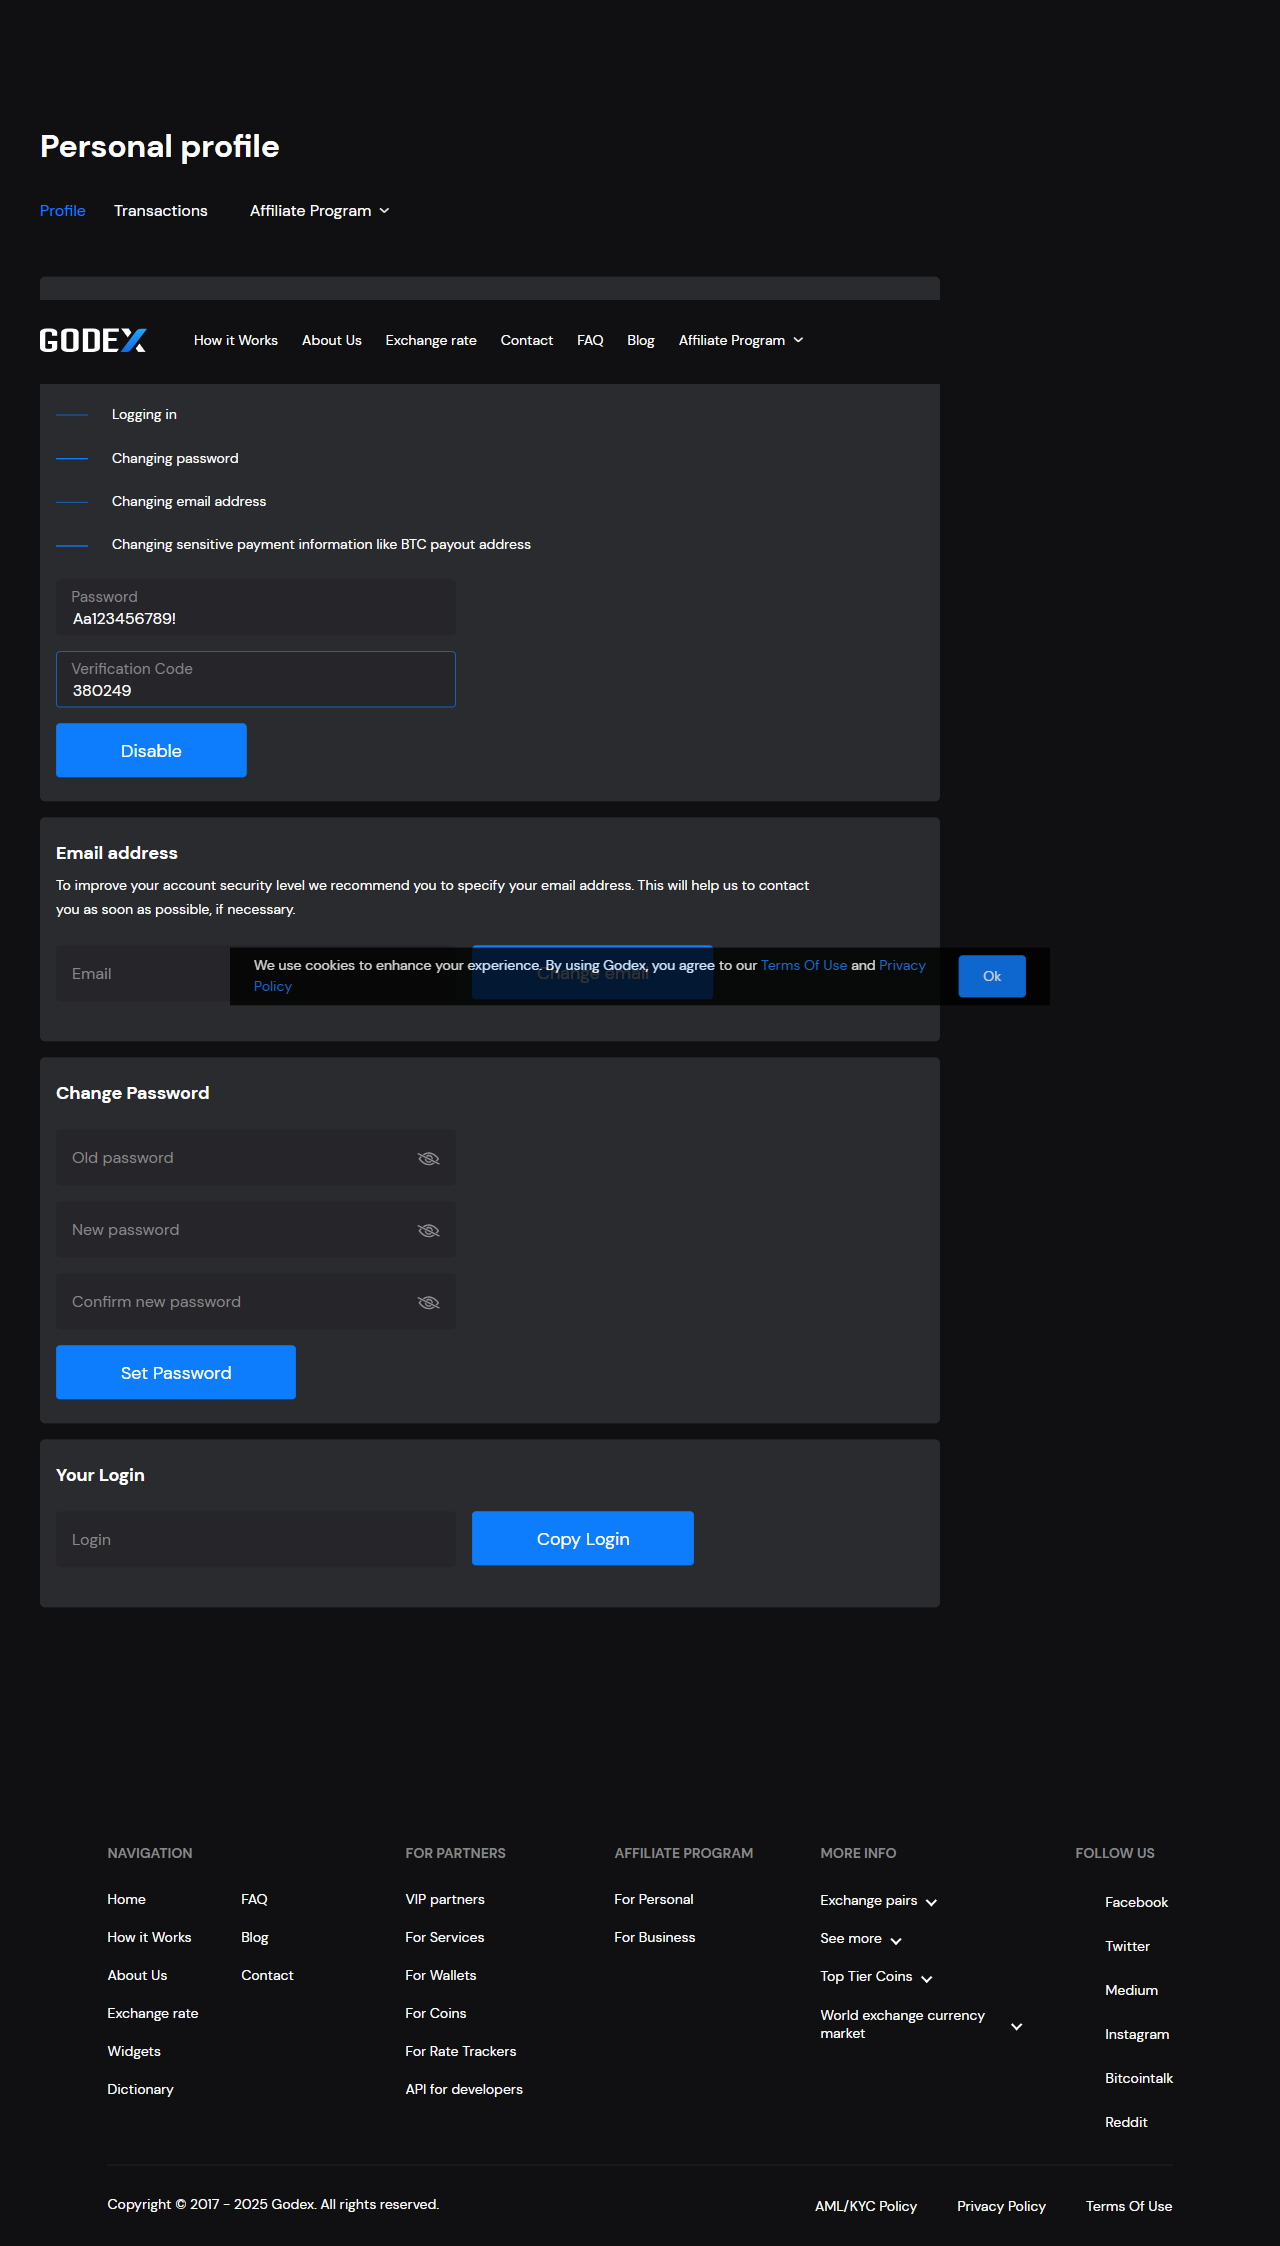 Personal profile
Profile Transactions Affiliate Program
GODEX How it Works About Us Exchange rate Contact FAQ Blog Affiliate Program
Logging in
Changing password
Changing email address
Changing sensitive payment information like BTC payout address
Password
Aa123456789!
Verification Code
380249
Disable
Email address
To improve your account security level we recommend you to specify your email address. This will help us to contact
you as soon as possible, if necessary.
Email
Change email
We use cookies to enhance your experience. By using Godex, you agree to our Terms Of Use and Privacy
Policy
Ok
Change Password
Old password
New password
Confirm new password
Set Password
Your Login
Login
Copy Login
NAVIGATION
Home
How it Works
About Us
Exchange rate
Widgets
Dictionary
FAQ
Blog
Contact
FOR PARTNERS
VIP partners
For Services
For Wallets
For Coins
For Rate Trackers
API for developers
AFFILIATE PROGRAM
For Personal
For Business
MORE INFO
Exchange pairs
See more
Top Tier Coins
World exchange currency
market
FOLLOW US
Facebook
Twitter
Medium
Instagram
Bitcointalk
Reddit
Copyright © 2017 - 2025 Godex. All rights reserved.
AML/KYC Policy Privacy Policy Terms Of Use